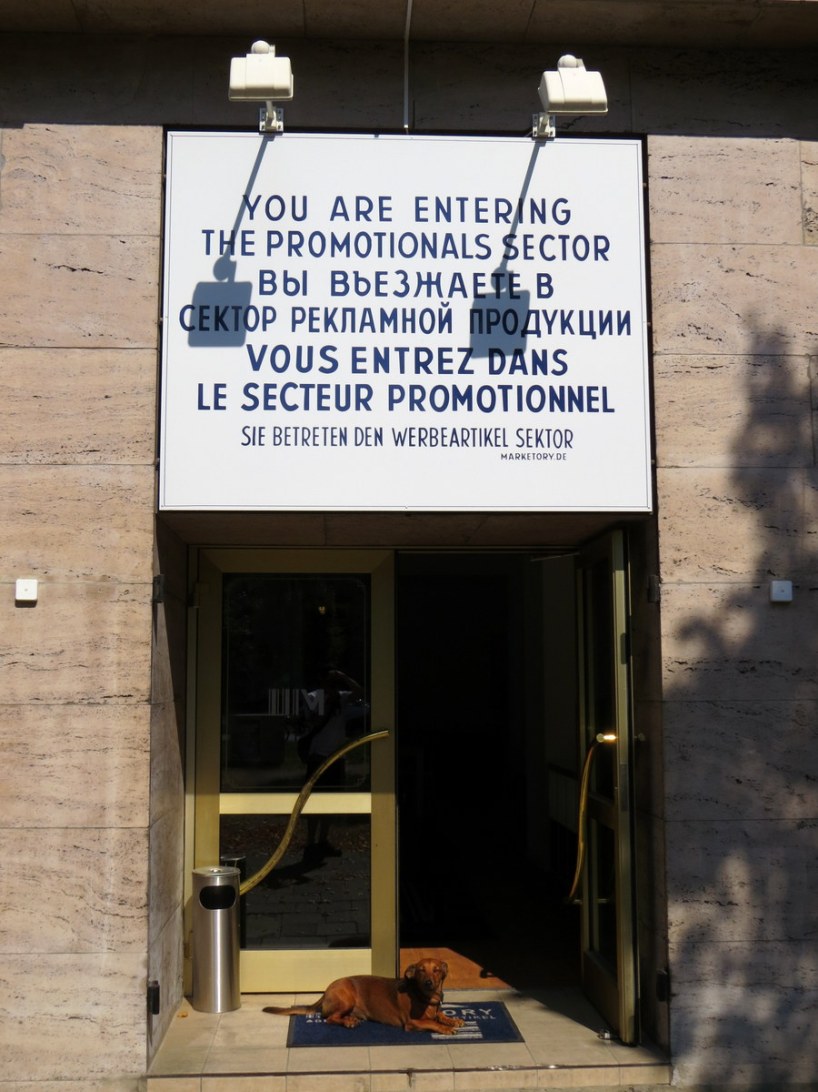 YOU ARE ENTERING
THE PROMOTIONALS SECTOR
ВЫ ВЪЕЗЖАЕТЕ В
СЕКТОР РЕКЛАМНОЙ ПРОДУКЦИИ
VOUS ENTREZ DANS
LE SECTEUR PROMOTIONNEL
SIE BETRETEN DEN WERBEARTIKEL SEKTOR
MARKETORY.DE